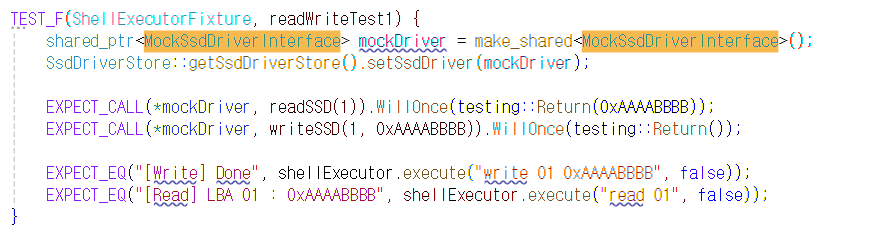 TEST_F(ShellExecutorFixture, readWriteTest1) {
shared_ptr<MockSsdDriverInterface> mockDriver = make_shared<MockSsdDriverInterface>();
SsdDriverStore::getSsdDriverStore().setSsdDriver(mockDriver);
EXPECT_CALL(*mockDriver, readSSD(1)).WillOnce(testing::Return(0xAAAABBBB));
EXPECT_CALL(*mockDriver, writeSSD(1, 0xAAAABBBB)).WillOnce(testing::Return());
EXPECT_EQ("[Write] Done", shellExecutor.execute("write 01 0xAAAABBBB", false));
EXPECT_EQ("[Read] LBA 01 : 0xAAAABBBB", shellExecutor.execute("read 01", false));
}